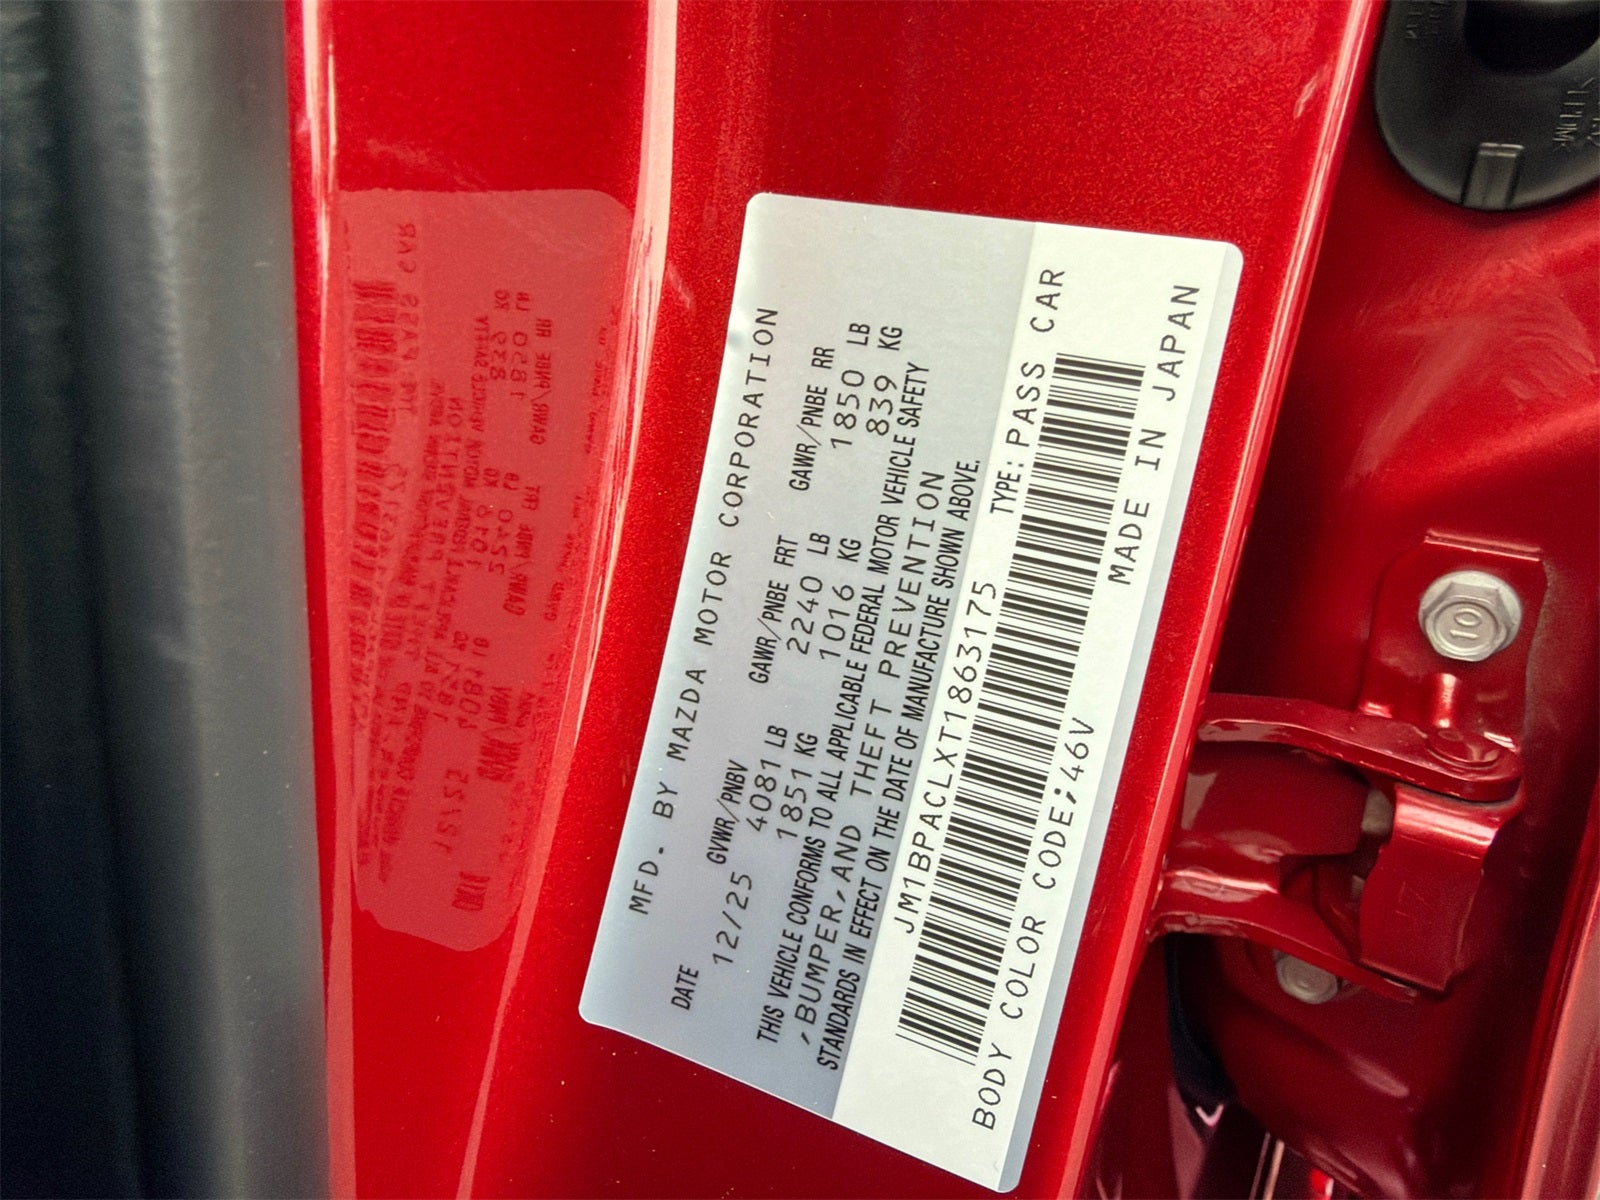 MFD. BY MAZDA MOTOR CORPORATION
DATE GVWR/PNBV GAWR/PNBE FRT GAWR/PNBE RR
12/25 4081 LB 2240 LB 1850 LB
1851 KG 1016 KG 839 KG
THIS VEHICLE CONFORMS TO ALL APPLICABLE FEDERAL MOTOR VEHICLE SAFETY
,BUMPER,AND THEFT PREVENTION
STANDARDS IN EFFECT ON THE DATE OF MANUFACTURE SHOWN ABOVE.
JM1BPACLXT1863175 TYPE: PASS CAR
BODY COLOR CODE;46V MADE IN JAPAN
10